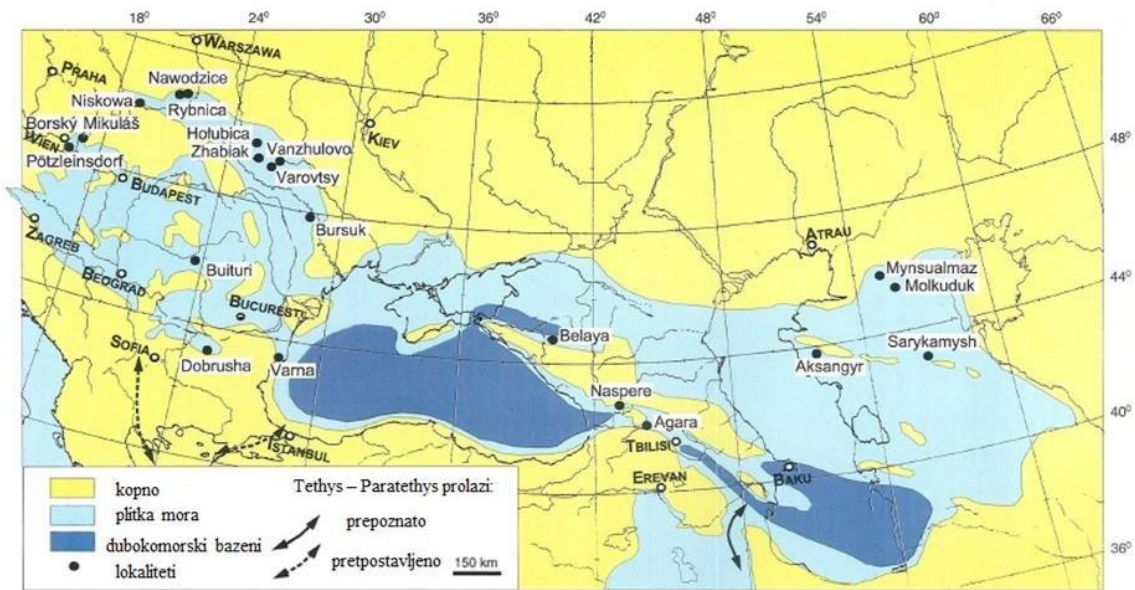 18° 24° 30° 36° 42° 48° 54° 60° 66°
WARSZAWA
PRAHA
Nawodzice
Niskowa
Rybnica
Borský Mikuláš
WIEN
Pötzleinsdorf
Hołubica
Zhabiak
Vanzhulovo
Varovtsy
KIEV
48°
BUDAPEST
Bursuk
ZAGREB
ATRAU
Buituri
Mynsualmaz
Molkuduk
44°
BEOGRAD
BUCURESTI
Belaya
Sarykamysh
SOFIA
Dobrusha
Varna
Aksangyr
Naspere
40°
Agara
ISTANBUL
TBILISI
EREVAN
BAKU
36°
kopno
plitka mora
dubokomorski bazeni
lokaliteti
Tethys – Paratethys prolazi:
prepoznato
pretpostavljeno
150 km